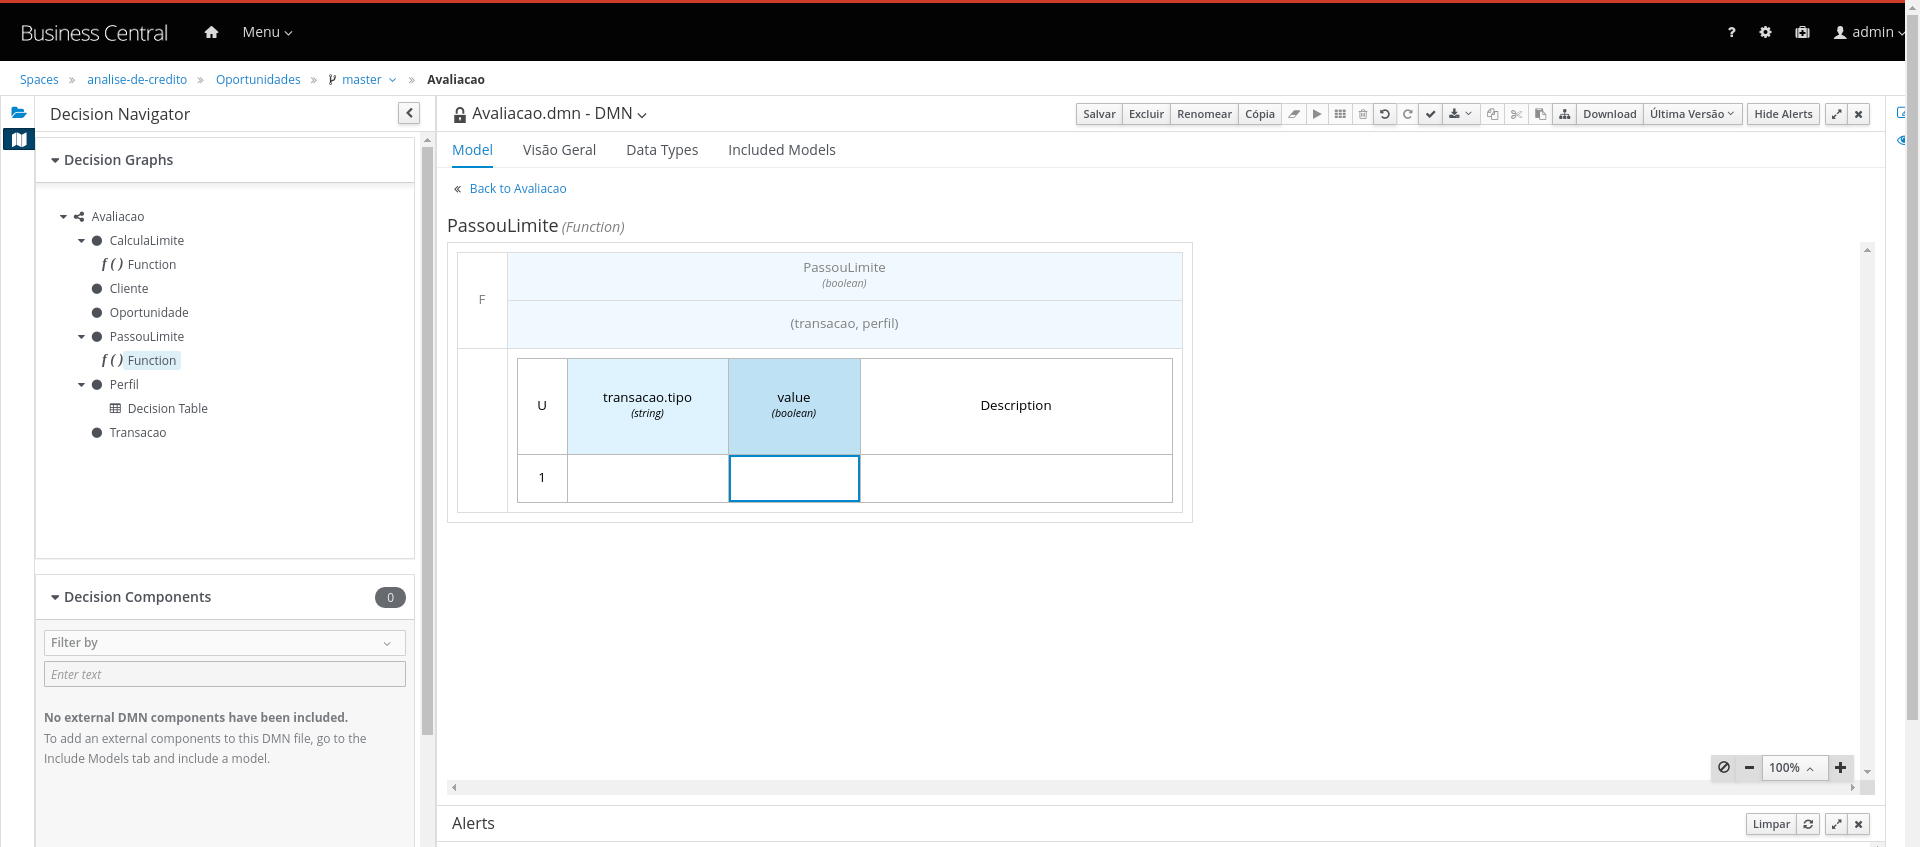 Business Central Menu ? admin
Spaces » analise-de-credito » Oportunidades » master » Avaliacao
Decision Navigator
Avaliacao.dmn - DMN
Salvar Excluir Renomear Cópia Download Última Versão Hide Alerts
Decision Graphs
Model Visão Geral Data Types Included Models
« Back to Avaliacao
Avaliacao
CalculaLimite
f ( ) Function
Cliente
Oportunidade
PassouLimite
f ( ) Function
Perfil
Decision Table
Transacao
PassouLimite (Function)
F
PassouLimite
(boolean)
(transacao, perfil)
U
transacao.tipo
(string)
value
(boolean)
Description
1
Decision Components 0
Filter by
Enter text
No external DMN components have been included.
To add an external components to this DMN file, go to the
Include Models tab and include a model.
100%
Alerts
Limpar